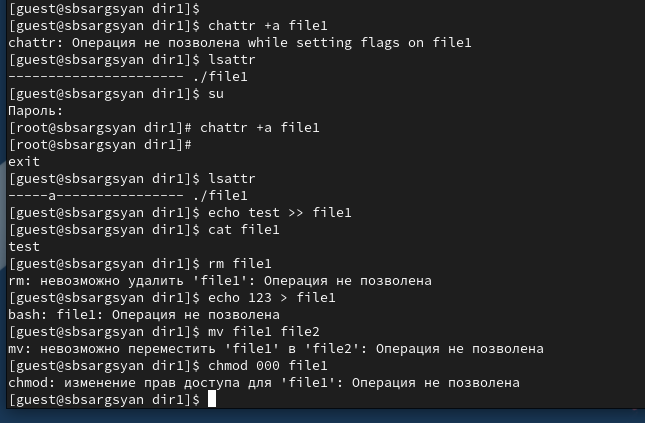 [guest@sbsargsyan dir1]$
[guest@sbsargsyan dir1]$ chattr +a file1
chattr: Операция не позволена while setting flags on file1
[guest@sbsargsyan dir1]$ lsattr
---------------------- ./file1
[guest@sbsargsyan dir1]$ su
Пароль:
[root@sbsargsyan dir1]# chattr +a file1
[root@sbsargsyan dir1]#
exit
[guest@sbsargsyan dir1]$ lsattr
-----a---------------- ./file1
[guest@sbsargsyan dir1]$ echo test >> file1
[guest@sbsargsyan dir1]$ cat file1
test
[guest@sbsargsyan dir1]$ rm file1
rm: невозможно удалить 'file1': Операция не позволена
[guest@sbsargsyan dir1]$ echo 123 > file1
bash: file1: Операция не позволена
[guest@sbsargsyan dir1]$ mv file1 file2
mv: невозможно переместить 'file1' в 'file2': Операция не позволена
[guest@sbsargsyan dir1]$ chmod 000 file1
chmod: изменение прав доступа для 'file1': Операция не позволена
[guest@sbsargsyan dir1]$